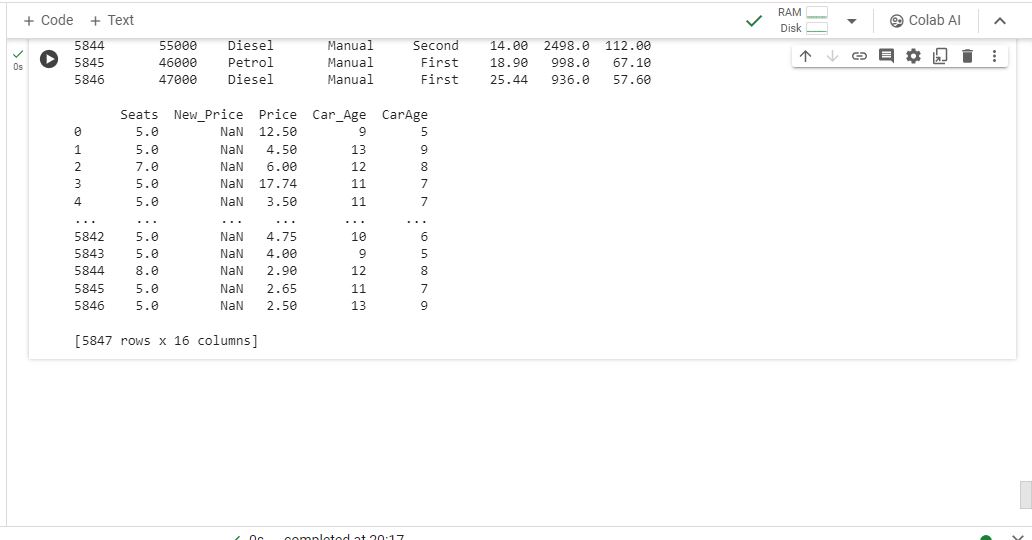 + Code + Text
RAM
Disk
Colab AI
0s
5844 55000 Diesel Manual Second 14.00 2498.0 112.00
5845 46000 Petrol Manual First 18.90 998.0 67.10
5846 47000 Diesel Manual First 25.44 936.0 57.60
Seats New_Price Price Car_Age CarAge
0 5.0 NaN 12.50 9 5
1 5.0 NaN 4.50 13 9
2 7.0 NaN 6.00 12 8
3 5.0 NaN 17.74 11 7
4 5.0 NaN 3.50 11 7
... ... ... ... ... ...
5842 5.0 NaN 4.75 10 6
5843 5.0 NaN 4.00 9 5
5844 8.0 NaN 2.90 12 8
5845 5.0 NaN 2.65 11 7
5846 5.0 NaN 2.50 13 9
[5847 rows x 16 columns]
0s completed at 20:17